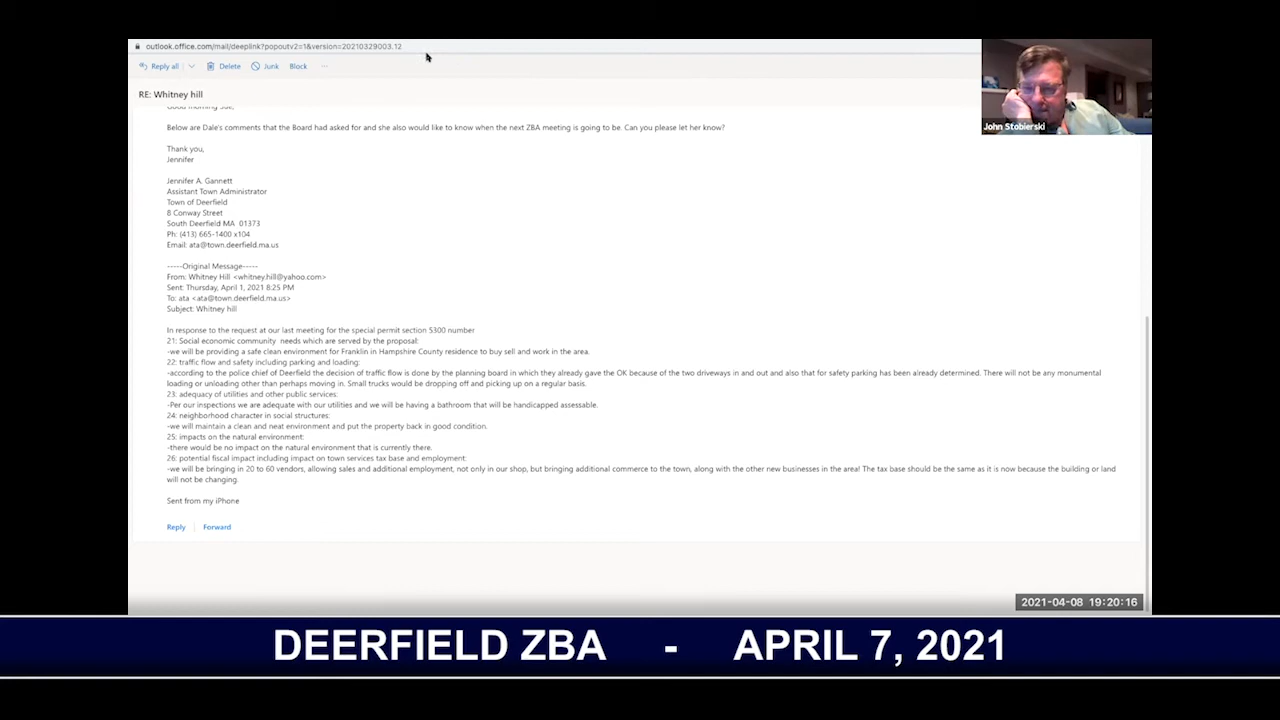 outlook.office.com/mail/deeplink?popoutv2=1&version=20210329003.12
Reply all Delete Junk Block ...
RE: Whitney hill
Good morning Sue,
Below are Dale's comments that the Board had asked for and she also would like to know when the next ZBA meeting is going to be. Can you please let her know?
Thank you,
Jennifer
Jennifer A. Gannett
Assistant Town Administrator
Town of Deerfield
8 Conway Street
South Deerfield MA 01373
Ph: (413) 665-1400 x104
Email: ata@town.deerfield.ma.us
-----Original Message-----
From: Whitney Hill <whitney.hill@yahoo.com>
Sent: Thursday, April 1, 2021 8:25 PM
To: ata <ata@town.deerfield.ma.us>
Subject: Whitney hill
In response to the request at our last meeting for the special permit section 5300 number
21: Social economic community needs which are served by the proposal:
-we will be providing a safe clean environment for Franklin in Hampshire County residence to buy sell and work in the area.
22: traffic flow and safety including parking and loading:
-according to the police chief of Deerfield the decision of traffic flow is done by the planning board in which they already gave the OK because of the two driveways in and out and also that for safety parking has been already determined. There will not be any monumental
loading or unloading other than perhaps moving in. Small trucks would be dropping off and picking up on a regular basis.
23: adequacy of utilities and other public services:
-Per our inspections we are adequate with our utilities and we will be having a bathroom that will be handicapped assessable.
24: neighborhood character in social structures:
-we will maintain a clean and neat environment and put the property back in good condition.
25: impacts on the natural environment:
-there would be no impact on the natural environment that is currently there.
26: potential fiscal impact including impact on town services tax base and employment:
-we will be bringing in 20 to 60 vendors, allowing sales and additional employment, not only in our shop, but bringing additional commerce to the town, along with the other new businesses in the area! The tax base should be the same as it is now because the building or land
will not be changing.
Sent from my iPhone
Reply Forward
John Stobierski
2021-04-08 19:20:16
DEERFIELD ZBA - APRIL 7, 2021